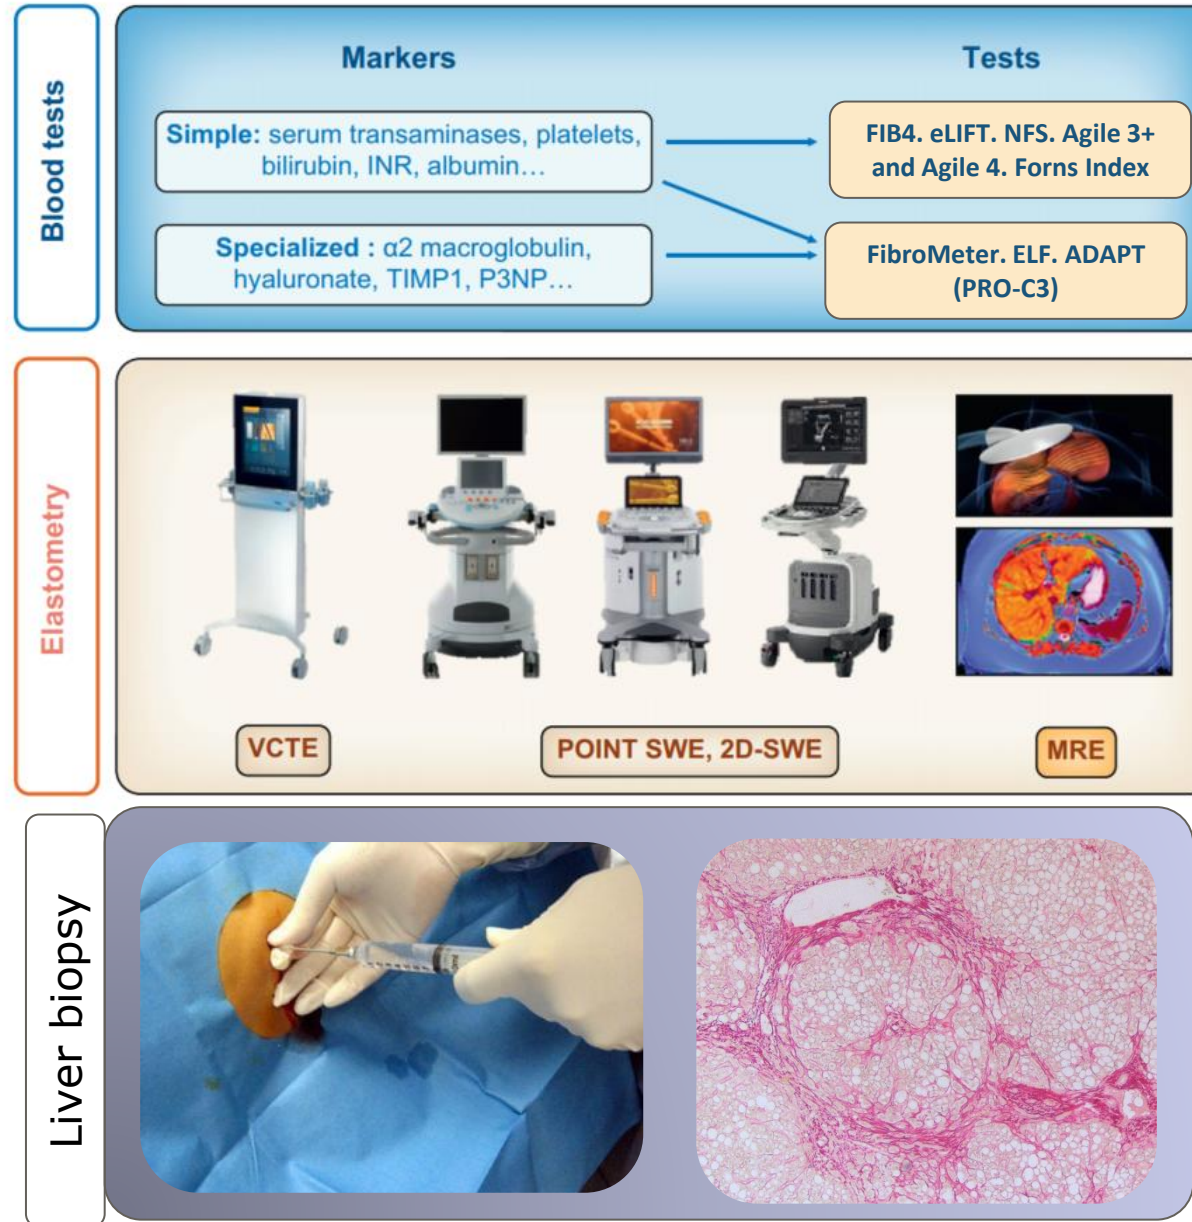 Blood tests
Markers
Tests
Simple: serum transaminases, platelets,
bilirubin, INR, albumin...
FIB4. eLIFT. NFS. Agile 3+
and Agile 4. Forns Index
Specialized : α2 macroglobulin,
hyaluronate, TIMP1, P3NP...
FibroMeter. ELF. ADAPT
(PRO-C3)
Elastometry
VCTE
POINT SWE, 2D-SWE
MRE
Liver biopsy